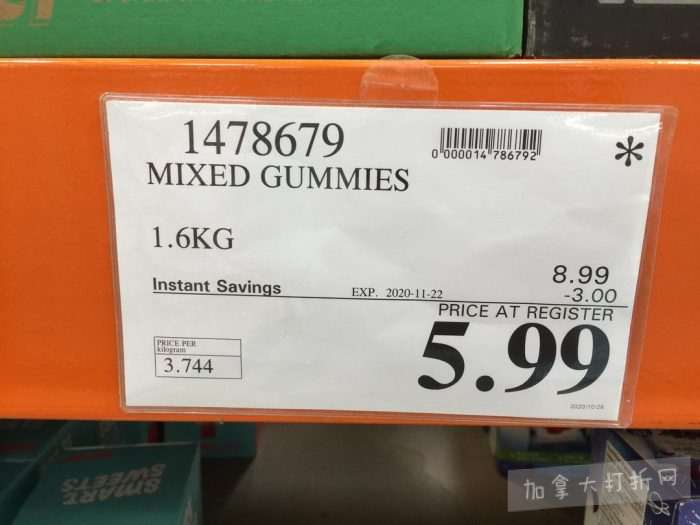 1478679
0 000014 786792
*
MIXED GUMMIES
1.6KG
8.99
Instant Savings EXP. 2020-11-22 -3.00
PRICE AT REGISTER
5.99
PRICE PER
kilogram
3.744
2020/10/26
SMART
SWEETS
加拿大打折网